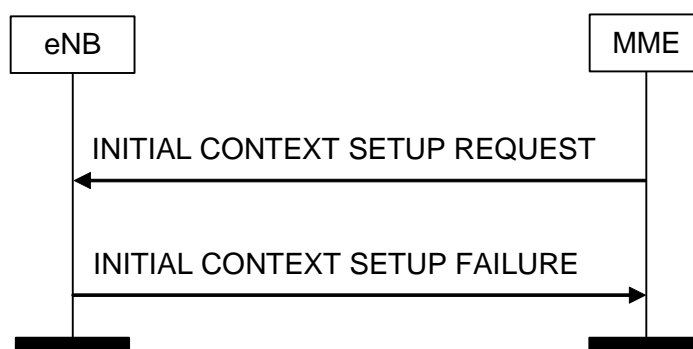 eNB
MME
INITIAL CONTEXT SETUP REQUEST
INITIAL CONTEXT SETUP FAILURE